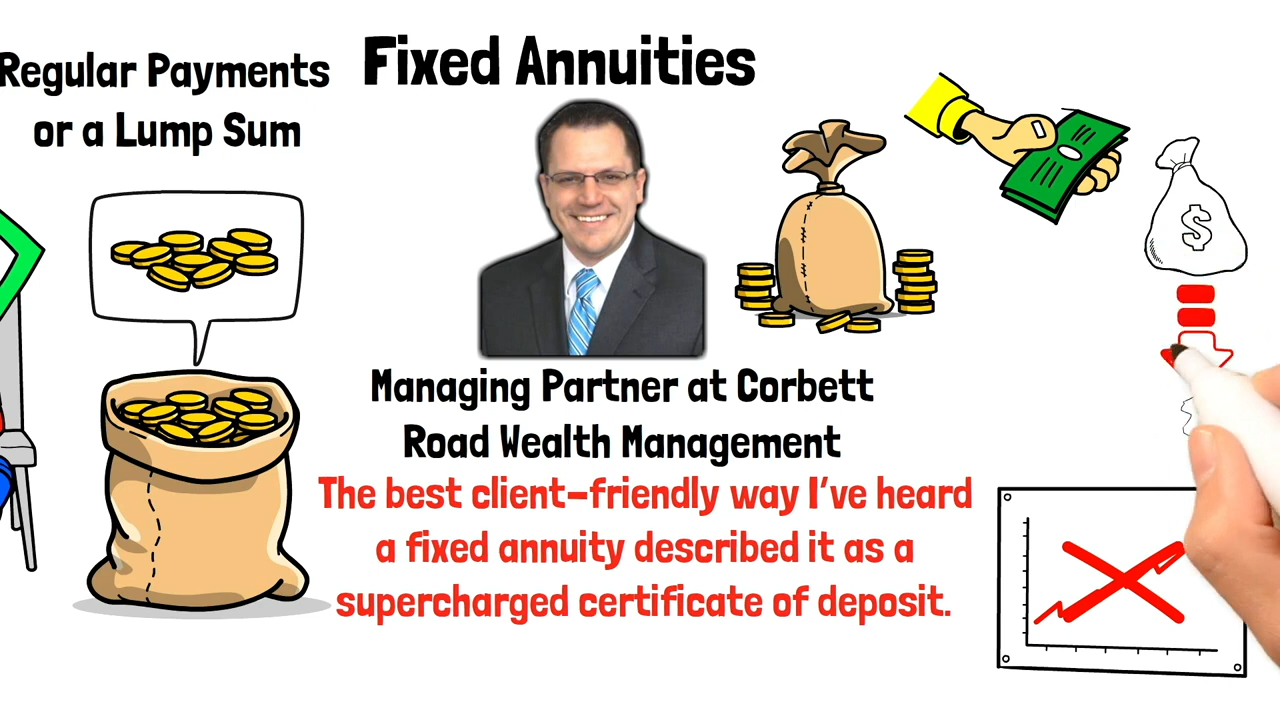 Regular Payments
or a Lump Sum
Fixed Annuities
$
Managing Partner at Corbett
Road Wealth Management
The best client-friendly way I've heard
a fixed annuity described it as a
supercharged certificate of deposit.